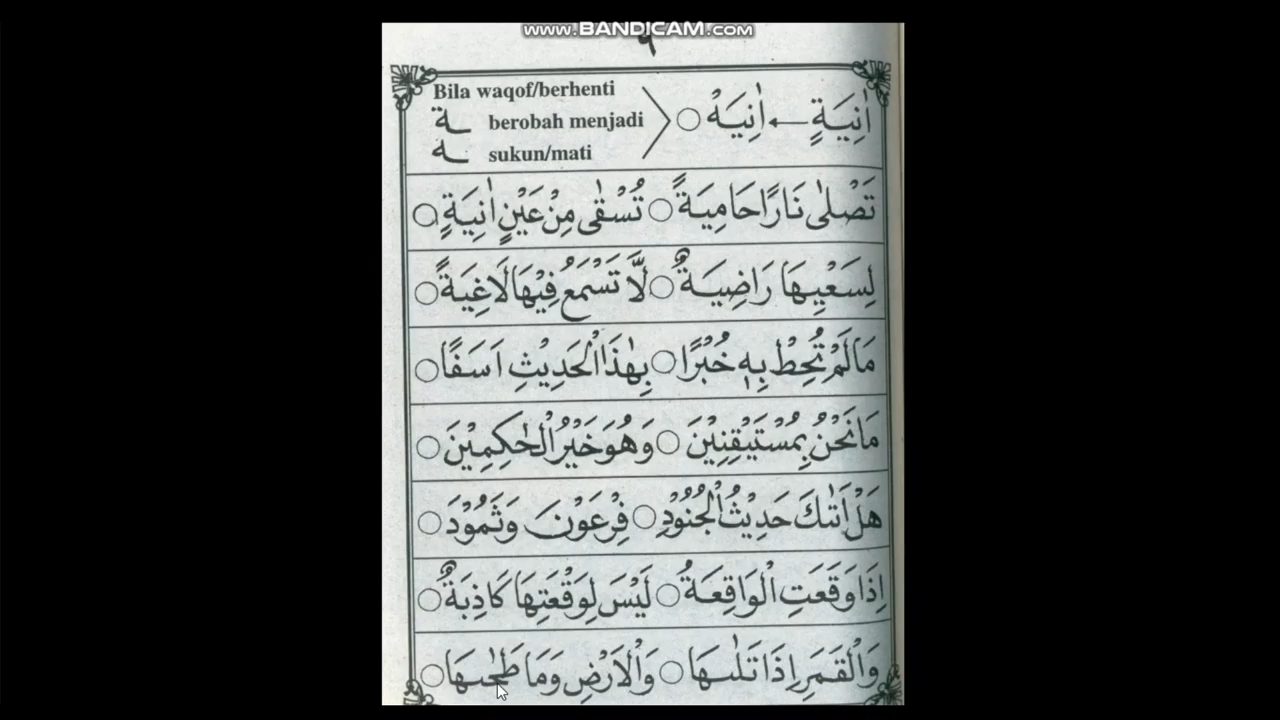 www.BANDICAM.com
٩
Bila waqof/berhenti
ـة berobah menjadi
ـه sukun/mati
اٰنِيَةٍ ← اٰنِيَهْ ○
تَصْلٰى نَارًا حَامِيَةً ○ تُسْقٰى مِنْ عَيْنٍ اٰنِيَةٍ ○
لِسَعْيِهَا رَاضِيَةٌ ○ لَّا تَسْمَعُ فِيْهَا لَاغِيَةً ○
مَا لَمْ تُحِطْ بِهٖ خُبْرًا ○ بِهٰذَا الْحَدِيْثِ اَسَفًا ○
مَا نَحْنُ بِمُسْتَيْقِنِيْنَ ○ وَهُوَ خَيْرُ الْحٰكِمِيْنَ ○
هَلْ اَتٰىكَ حَدِيْثُ الْجُنُوْدِ ○ فِرْعَوْنَ وَثَمُوْدَ ○
اِذَا وَقَعَتِ الْوَاقِعَةُ ○ لَيْسَ لِوَقْعَتِهَا كَاذِبَةٌ ○
وَالْقَمَرِ اِذَا تَلٰىهَا ○ وَالْاَرْضِ وَمَا طَحٰىهَا ○